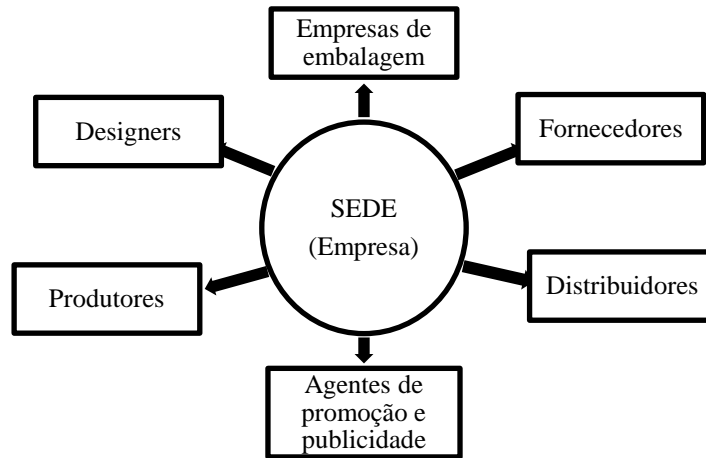 Empresas de
embalagem
Designers
Fornecedores
SEDE
(Empresa)
Produtores
Distribuidores
Agentes de
promoção e
publicidade